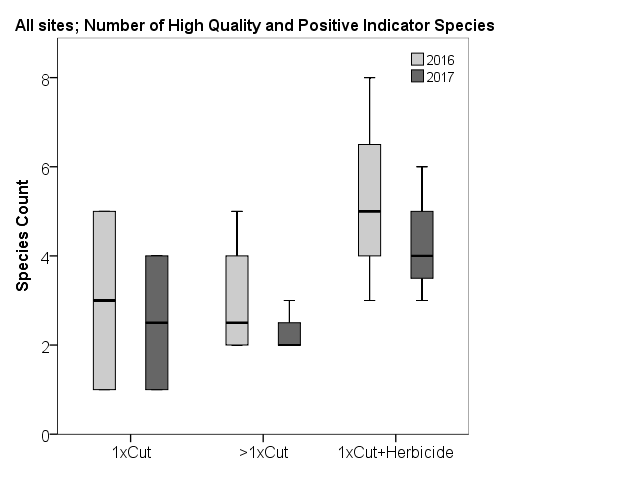 All sites; Number of High Quality and Positive Indicator Species
2016
2017
Species Count
8
6
4
2
0
1xCut
>1xCut
1xCut+Herbicide